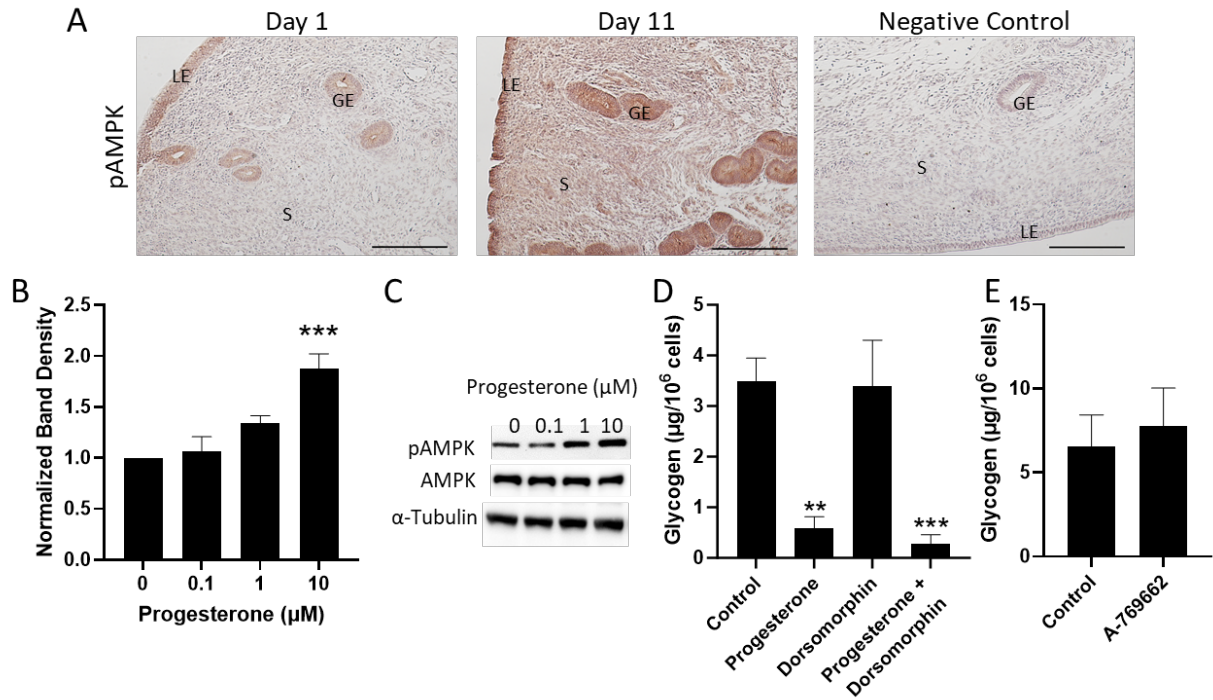 A
Day 1
Day 11
Negative Control
pAMPK
LE
GE
S
LE
GE
S
GE
S
LE
B
Normalized Band Density
2.5
2.0
1.5
1.0
0.5
0.0
***
0
0.1
1
10
Progesterone (µM)
C
Progesterone (µM)
0 0.1 1 10
pAMPK
AMPK
α-Tubulin
D
Glycogen (µg/10⁶ cells)
5
4
3
2
1
0
**
***
Control
Progesterone
Dorsomorphin
Progesterone +
Dorsomorphin
E
Glycogen (µg/10⁶ cells)
15
10
5
0
Control
A-769662